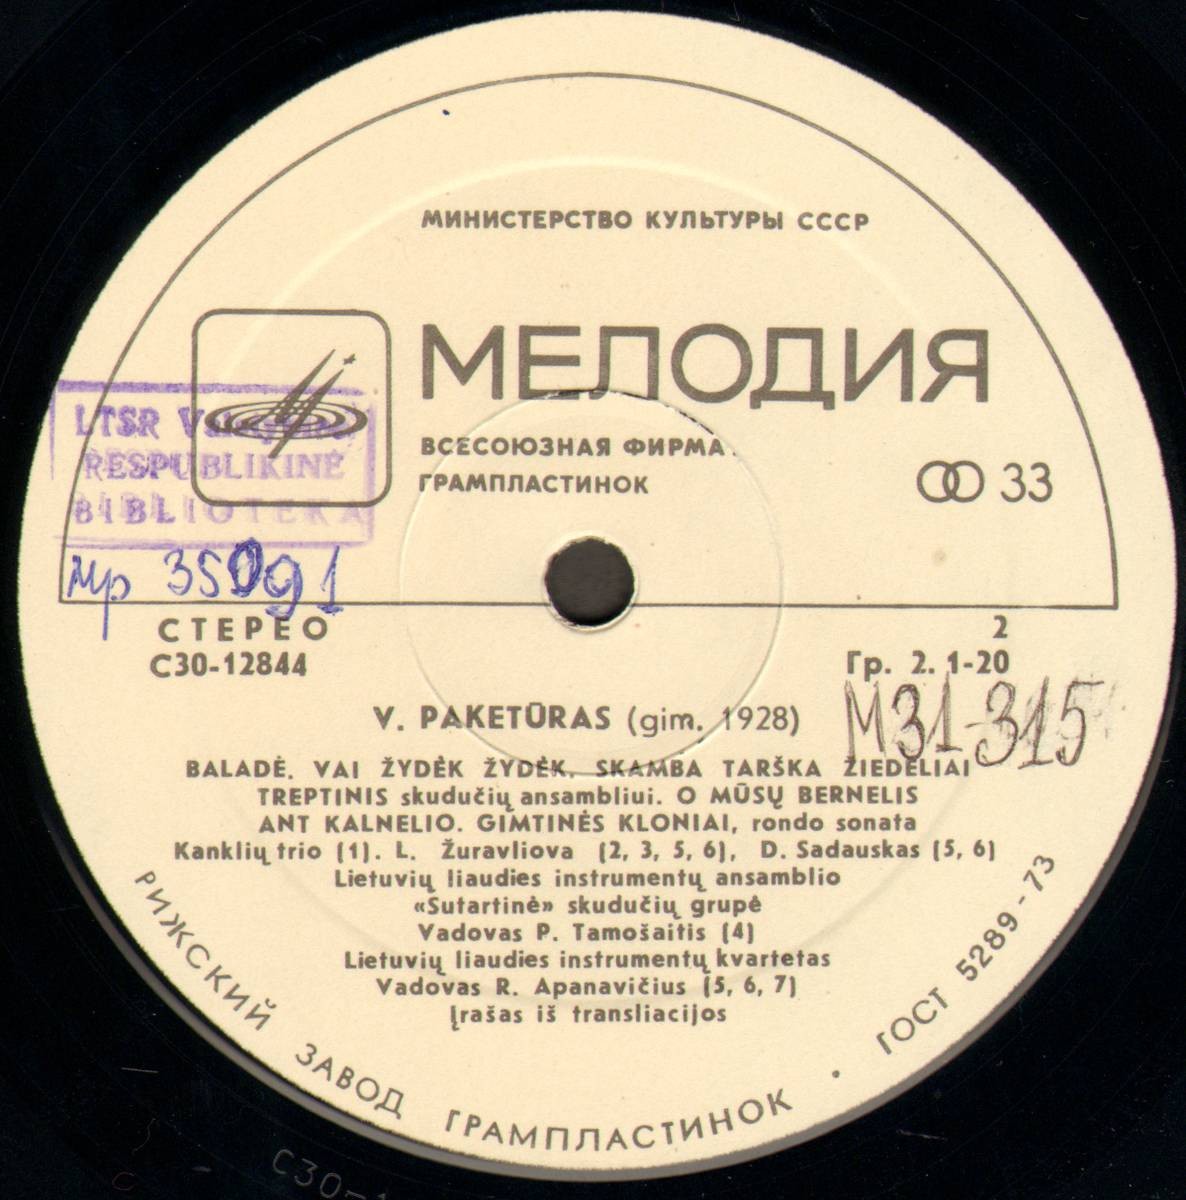 МИНИСТЕРСТВО КУЛЬТУРЫ СССР
МЕЛОДИЯ
ВСЕСОЮЗНАЯ ФИРМА
ГРАМПЛАСТИНОК
33
LTSR
RESPUBLIKINĖ
BIBLIOTEKA
Mp 35091
СТЕРЕО
С30-12844
2
Гр. 2. 1-20
М31-315
V. PAKETŪRAS (gim. 1928)
BALADĖ. VAI ŽYDĖK ŽYDĖK. SKAMBA TARŠKA ŽIEDELIAI
TREPTINIS skudučių ansambliui. O MŪSŲ BERNELIS
ANT KALNELIO. GIMTINĖS KLONIAI, rondo sonata
Kanklių trio (1). L. Žuravliova (2, 3, 5, 6), D. Sadauskas (5, 6)
Lietuvių liaudies instrumentų ansamblio
«Sutartinė» skudučių grupė
Vadovas P. Tamošaitis (4)
Lietuvių liaudies instrumentų kvartetas
Vadovas R. Apanavičius (5, 6, 7)
Įrašas iš transliacijos
РИЖСКИЙ ЗАВОД ГРАМПЛАСТИНОК • ГОСТ 5289-73